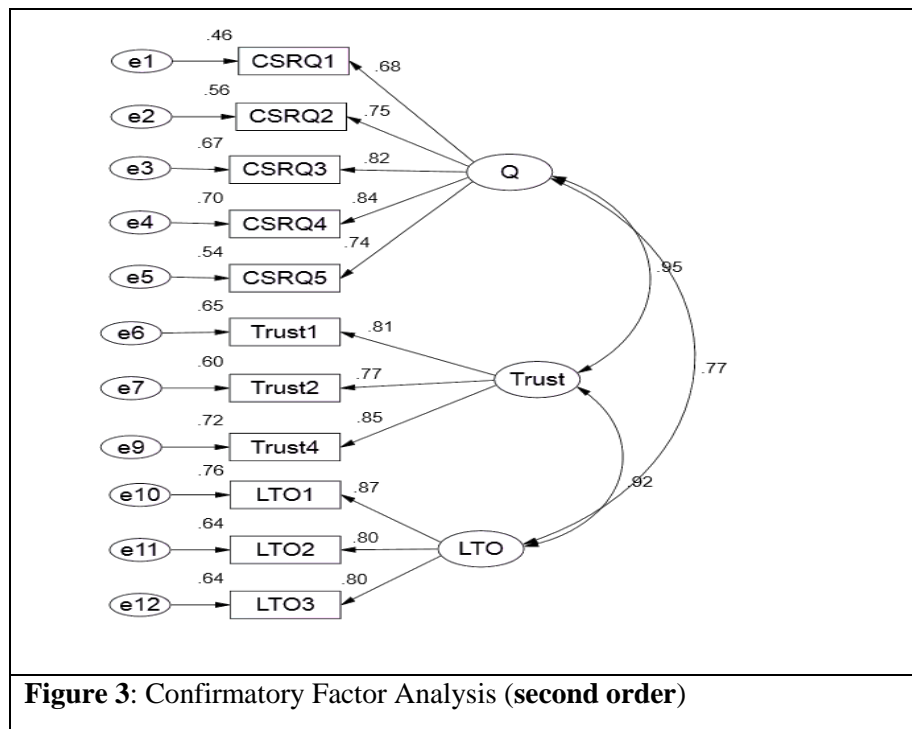 .46
e1 CSRQ1 .68
.56
e2 CSRQ2 .75
.67
e3 CSRQ3 .82 Q
.70
e4 CSRQ4 .84
.54 .74
e5 CSRQ5 .95
.65
e6 Trust1 .81
.60
e7 Trust2 .77 Trust .77
.72
e9 Trust4 .85
.76
e10 LTO1 .87 .92
.64
e11 LTO2 .80 LTO
.64
e12 LTO3 .80
Figure 3: Confirmatory Factor Analysis (second order)